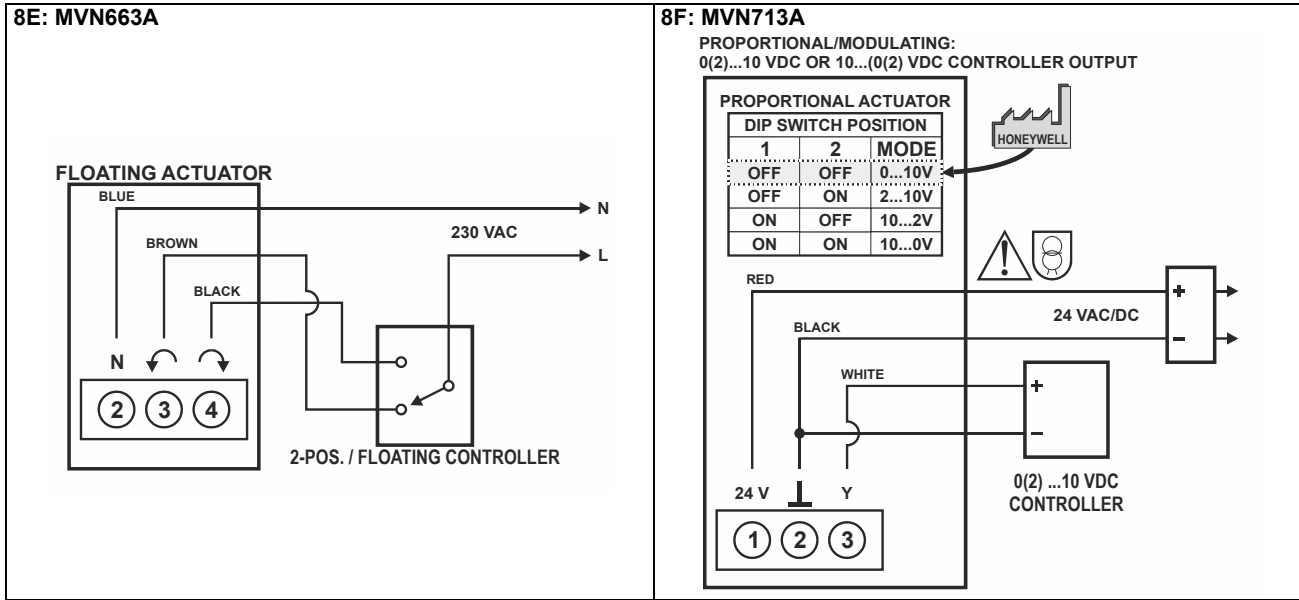 8E: MVN663A
FLOATING ACTUATOR
BLUE
N
230 VAC
BROWN
L
BLACK
N
2 3 4
2-POS. / FLOATING CONTROLLER
8F: MVN713A
PROPORTIONAL/MODULATING:
0(2)...10 VDC OR 10...(0(2) VDC CONTROLLER OUTPUT
PROPORTIONAL ACTUATOR
DIP SWITCH POSITION
1 2 MODE
OFF OFF 0...10V
OFF ON 2...10V
ON OFF 10...2V
ON ON 10...0V
HONEYWELL
RED
+
24 VAC/DC
BLACK
−
WHITE
+
−
0(2) ...10 VDC
CONTROLLER
24 V Y
1 2 3